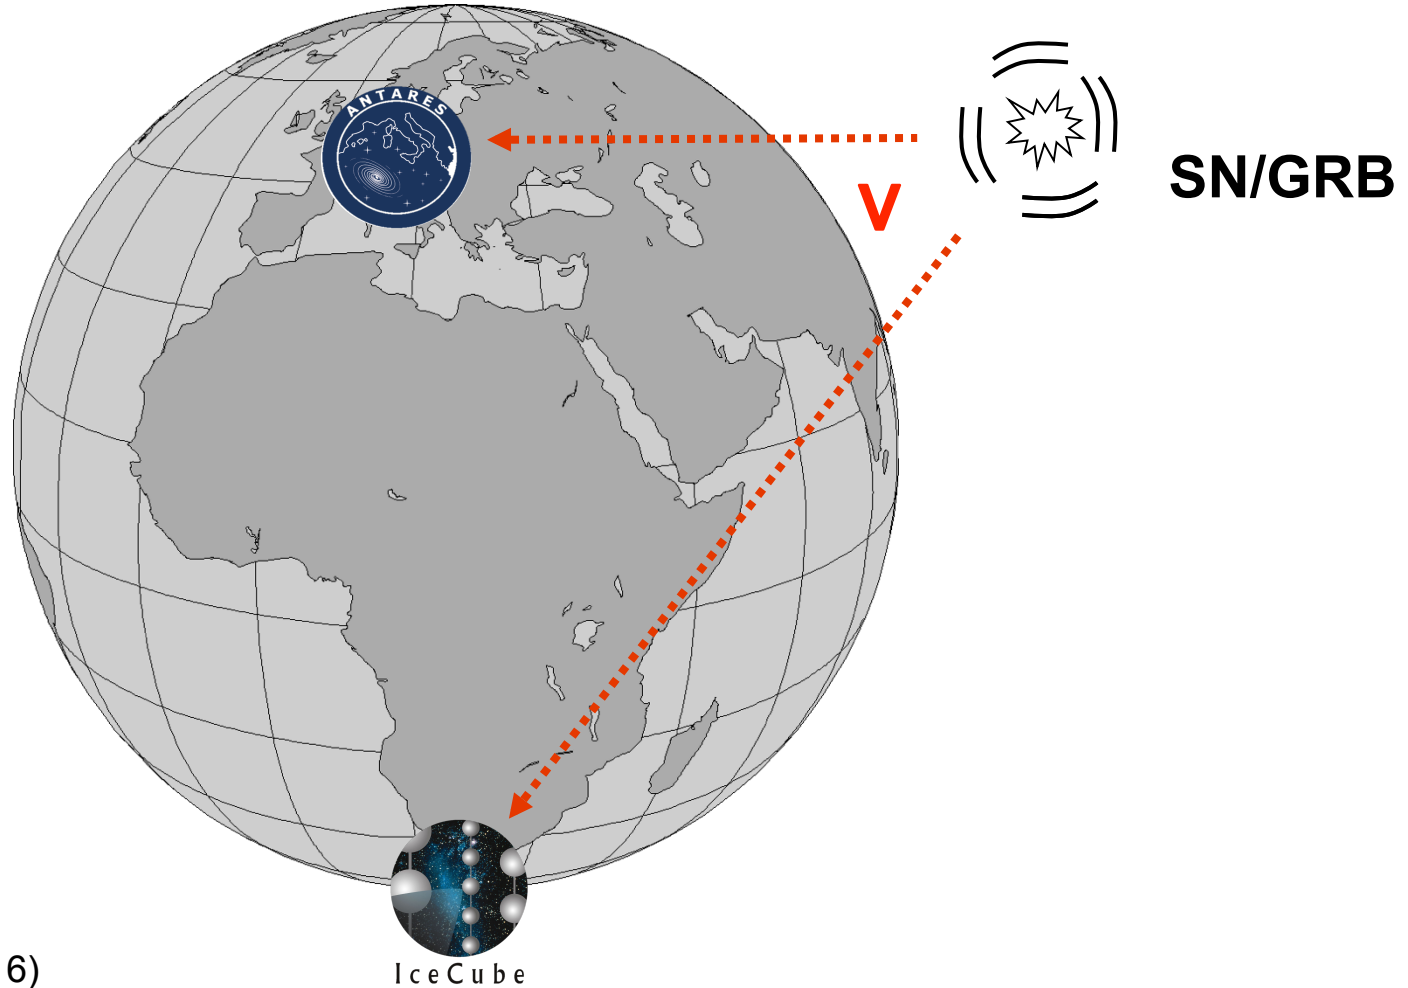 ANTARES
SN/GRB
ν
IceCube
6)